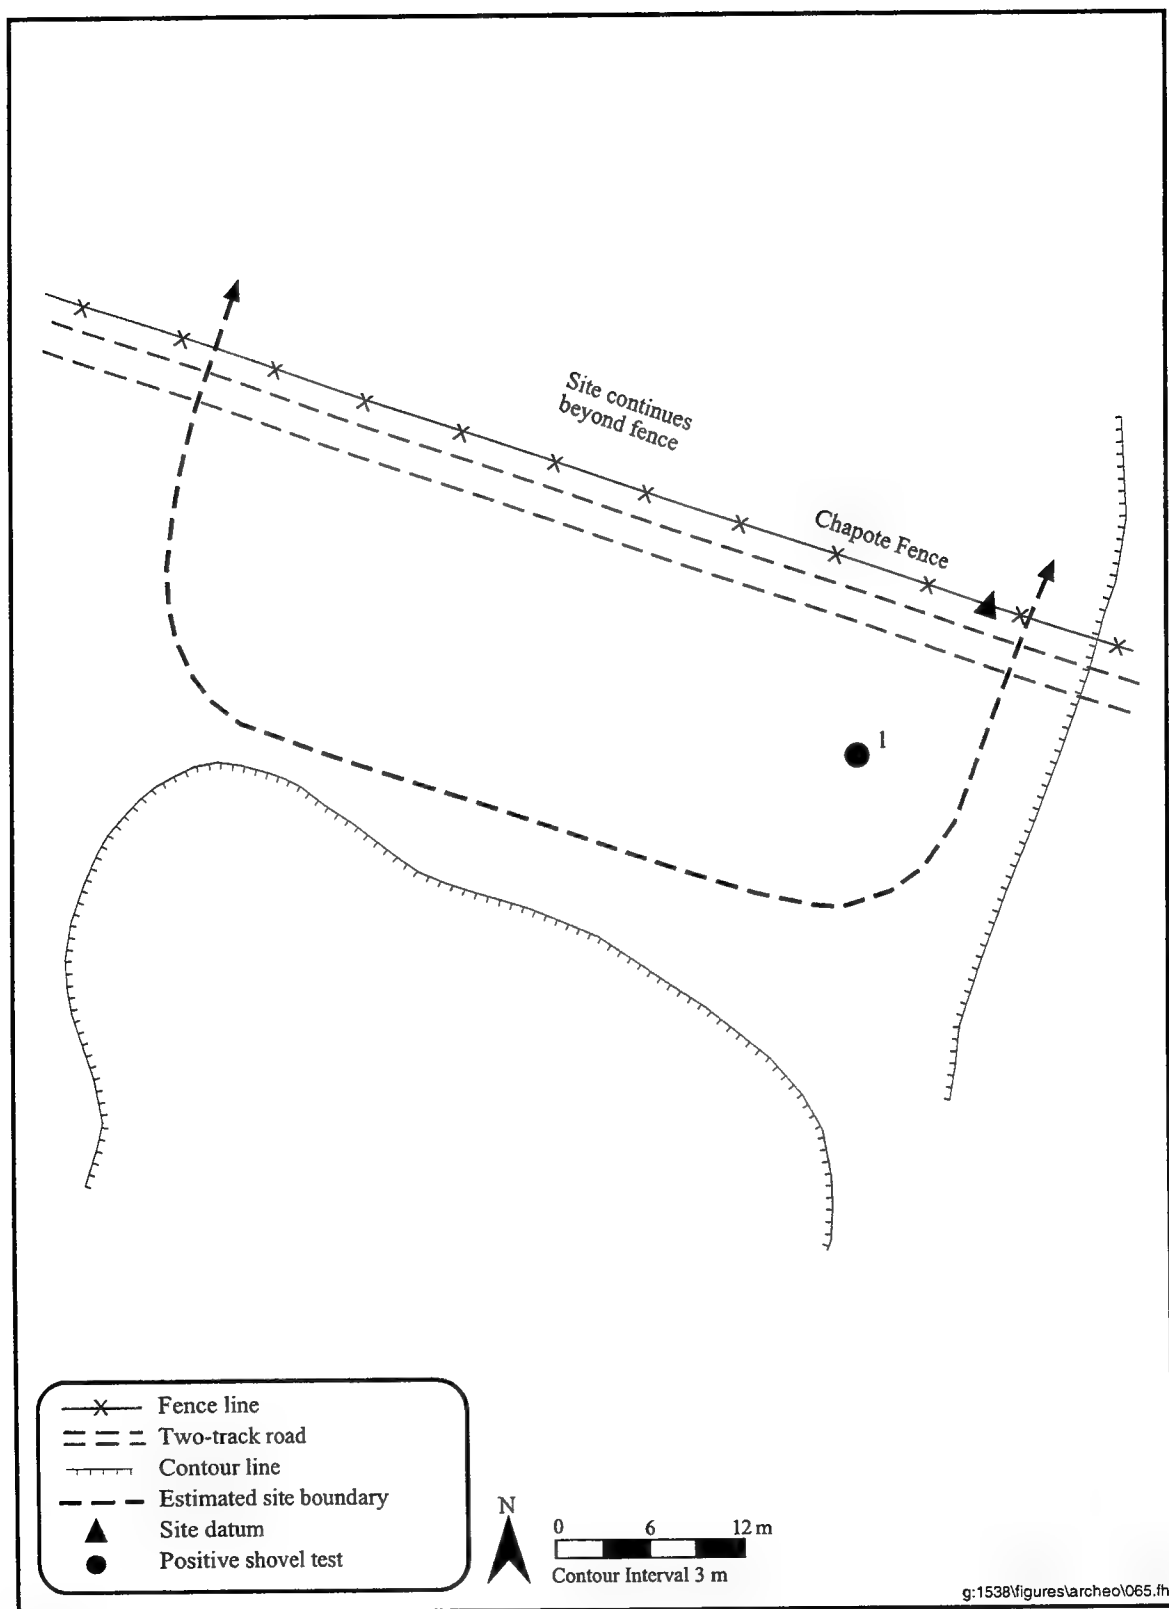 Site continues
beyond fence
Chapote Fence
1
Fence line
Two-track road
Contour line
Estimated site boundary
Site datum
Positive shovel test
N
0 6 12 m
Contour Interval 3 m
g:1538\figures\archeo\065.fh